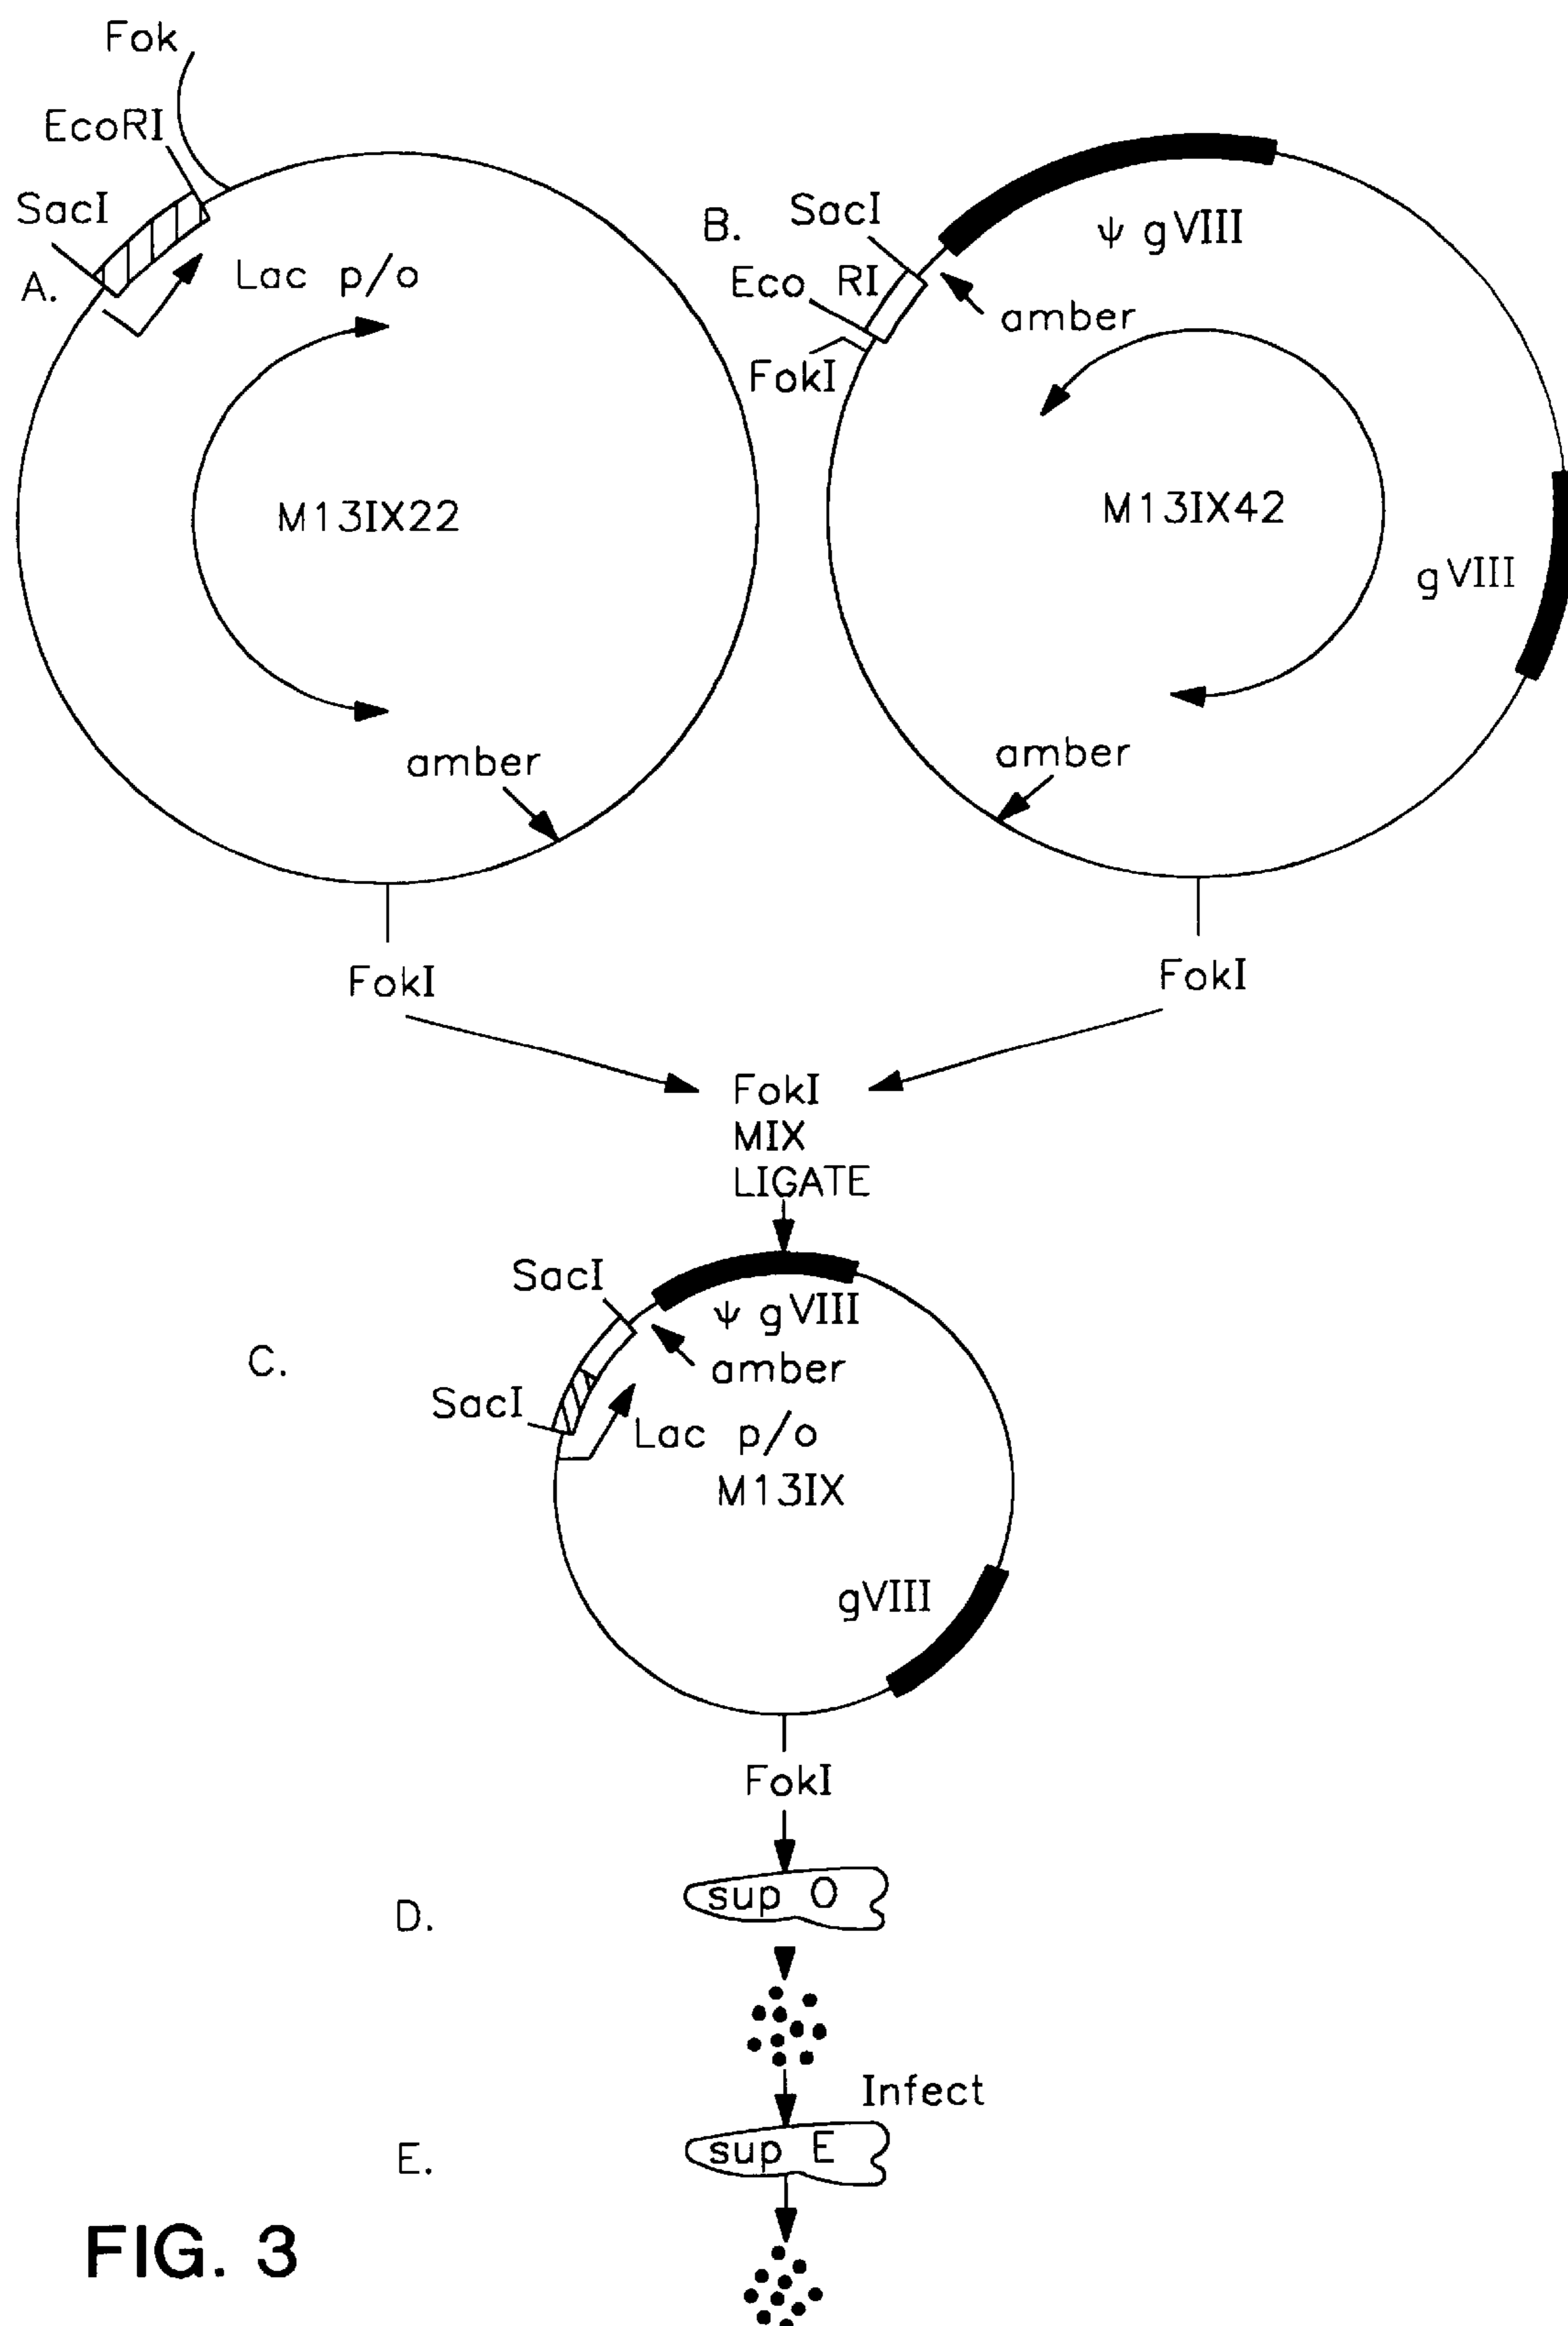 Fok
EcoRI
SacI
A.
Lac p/o
M13IX22
amber
FokI
B.
SacI
Eco RI
FokI
ψ gVIII
amber
M13IX42
gVIII
amber
FokI
FokI
MIX
LIGATE
C.
SacI
ψ gVIII
amber
SacI
Lac p/o
M13IX
gVIII
FokI
D.
sup O
Infect
E.
sup E
FIG. 3